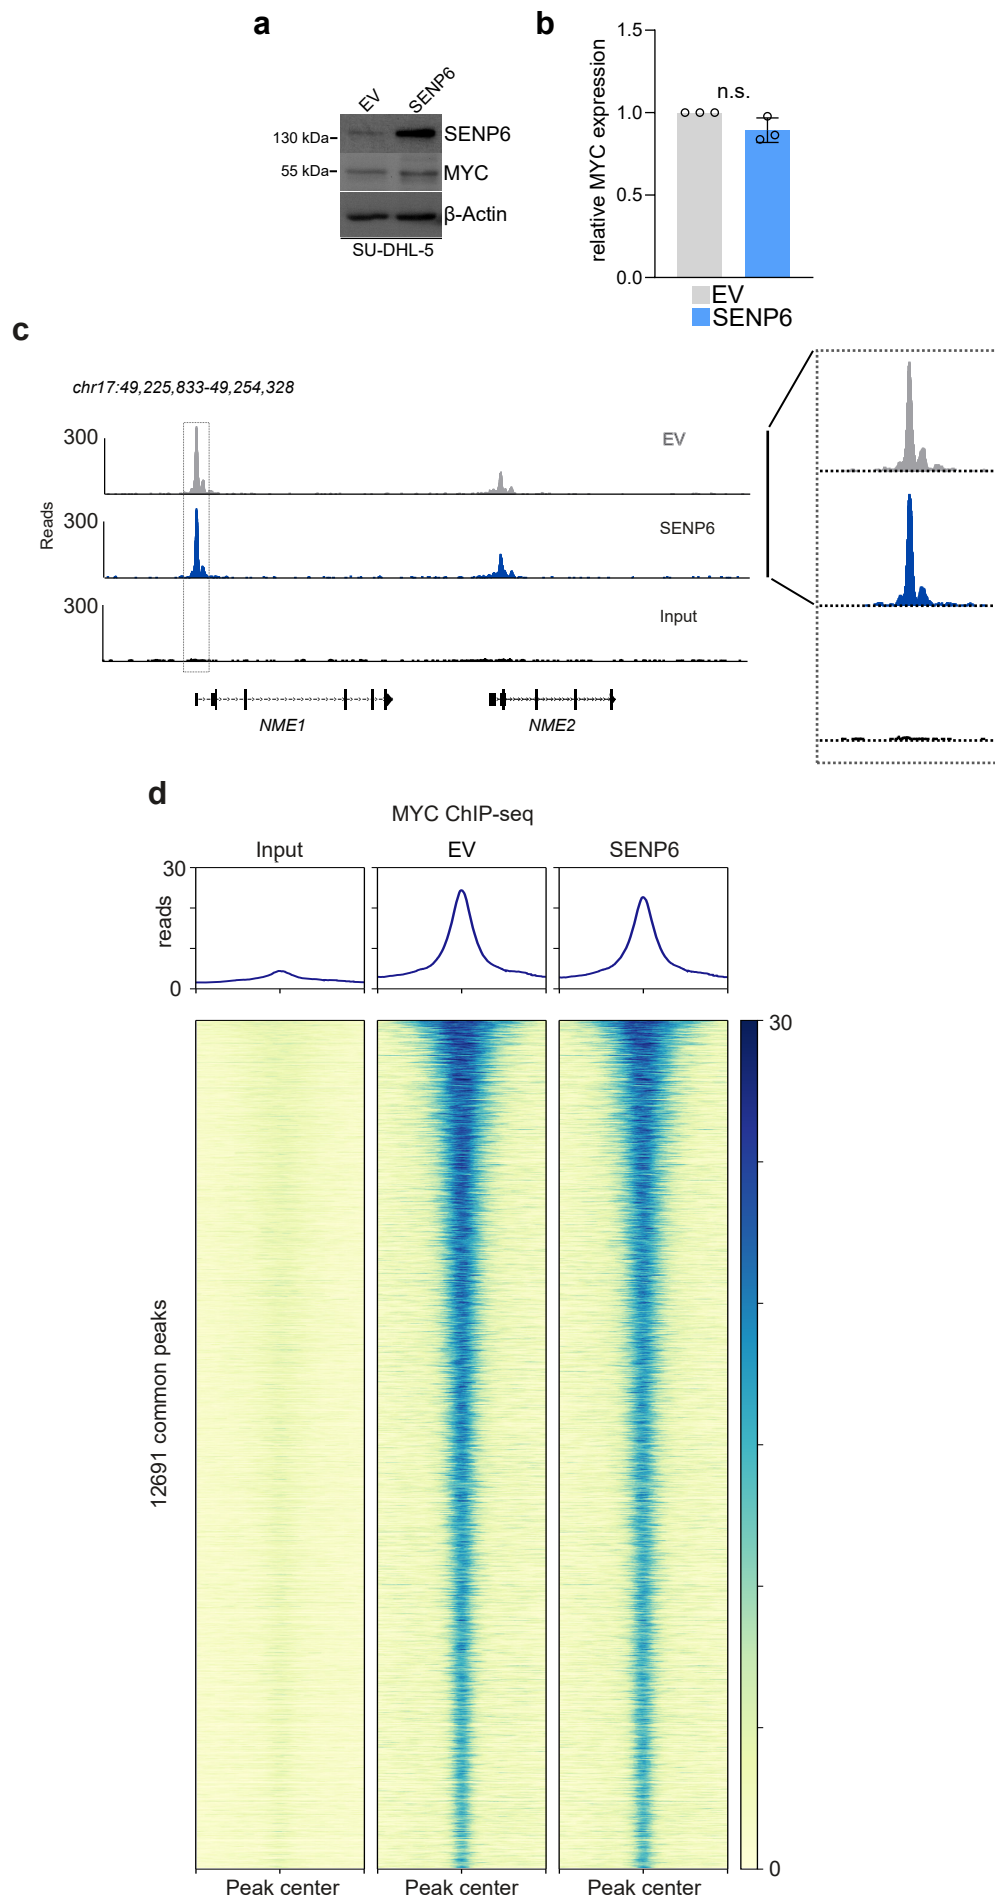 a
EV
SENP6
130 kDa
SENP6
55 kDa
MYC
β-Actin
SU-DHL-5
b
relative MYC expression
1.5
1.0
0.5
0.0
n.s.
EV
SENP6
c
chr17:49,225,833-49,254,328
Reads
300
EV
300
SENP6
300
Input
NME1
NME2
d
MYC ChIP-seq
Input
EV
SENP6
30
reads
0
12691 common peaks
30
0
Peak center
Peak center
Peak center